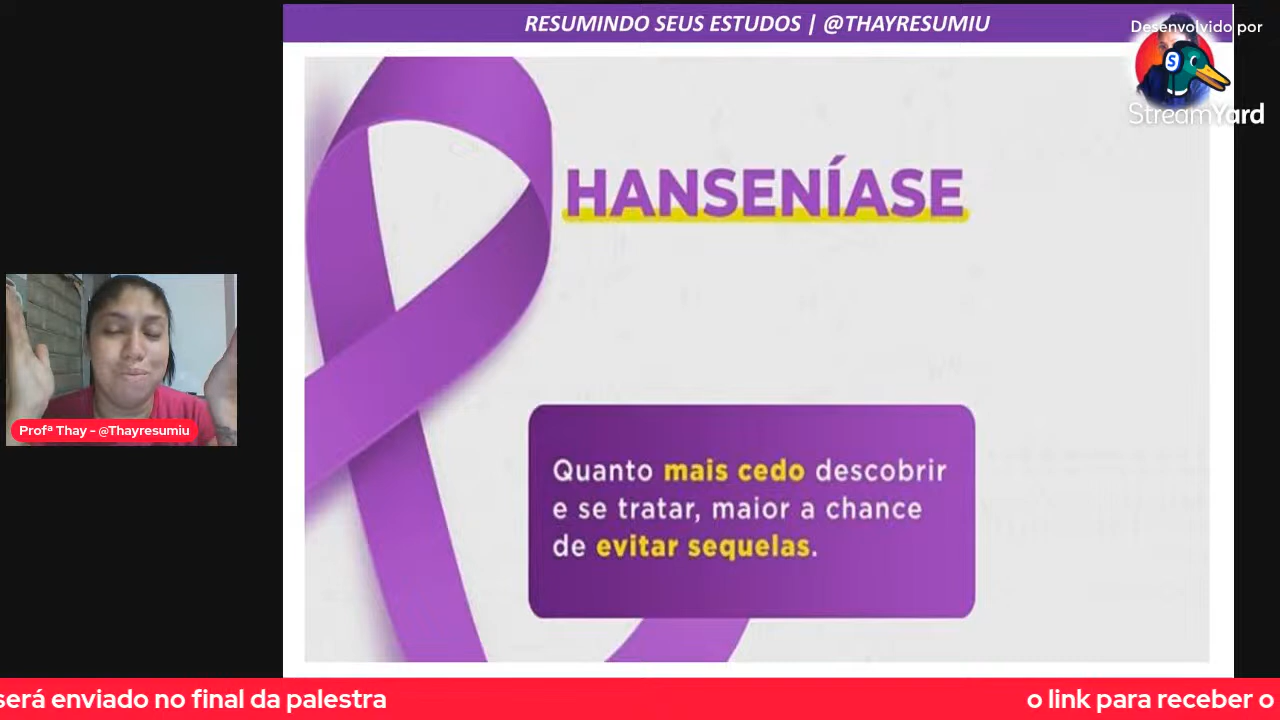 RESUMINDO SEUS ESTUDOS | @THAYRESUMIU
Desenvolvido por
S
StreamYard
HANSENÍASE
Quanto mais cedo descobrir
e se tratar, maior a chance
de evitar sequelas.
Profª Thay - @Thayresumiu
será enviado no final da palestra
o link para receber o